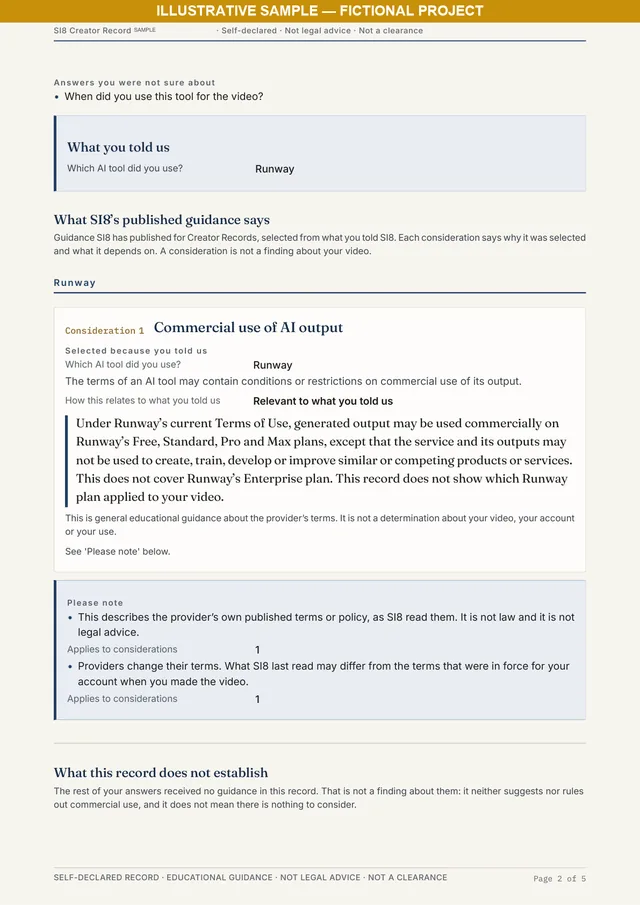 ILLUSTRATIVE SAMPLE — FICTIONAL PROJECT
SI8 Creator Record SAMPLE · Self-declared · Not legal advice · Not a clearance
Answers you were not sure about
• When did you use this tool for the video?
What you told us
Which AI tool did you use? Runway
What SI8’s published guidance says
Guidance SI8 has published for Creator Records, selected from what you told SI8. Each consideration says why it was selected
and what it depends on. A consideration is not a finding about your video.
Runway
Consideration 1 Commercial use of AI output
Selected because you told us
Which AI tool did you use? Runway
The terms of an AI tool may contain conditions or restrictions on commercial use of its output.
How this relates to what you told us Relevant to what you told us
Under Runway’s current Terms of Use, generated output may be used commercially on
Runway’s Free, Standard, Pro and Max plans, except that the service and its outputs may
not be used to create, train, develop or improve similar or competing products or services.
This does not cover Runway’s Enterprise plan. This record does not show which Runway
plan applied to your video.
This is general educational guidance about the provider’s terms. It is not a determination about your video, your account
or your use.
See 'Please note' below.
Please note
• This describes the provider’s own published terms or policy, as SI8 read them. It is not law and it is not
legal advice.
Applies to considerations 1
• Providers change their terms. What SI8 last read may differ from the terms that were in force for your
account when you made the video.
Applies to considerations 1
What this record does not establish
The rest of your answers received no guidance in this record. That is not a finding about them: it neither suggests nor rules
out commercial use, and it does not mean there is nothing to consider.
SELF-DECLARED RECORD · EDUCATIONAL GUIDANCE · NOT LEGAL ADVICE · NOT A CLEARANCE Page 2 of 5